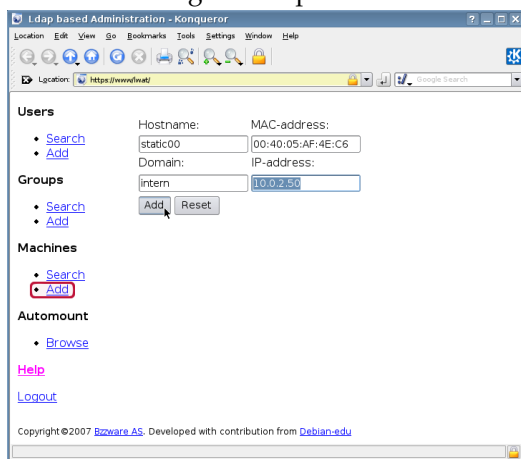 Ldap based Administration - Konqueror
Location Edit View Go Bookmarks Tools Settings Window Help
Location: https://www/lwat/
Google Search
Users
• Search
• Add
Groups
• Search
• Add
Machines
• Search
• Add
Automount
• Browse
Help
Logout
Hostname: MAC-address:
static00 00:40:05:AF:4E:C6
Domain: IP-address:
intern 10.0.2.50
Add Reset
Copyright©2007 Bzzware AS. Developed with contribution from Debian-edu